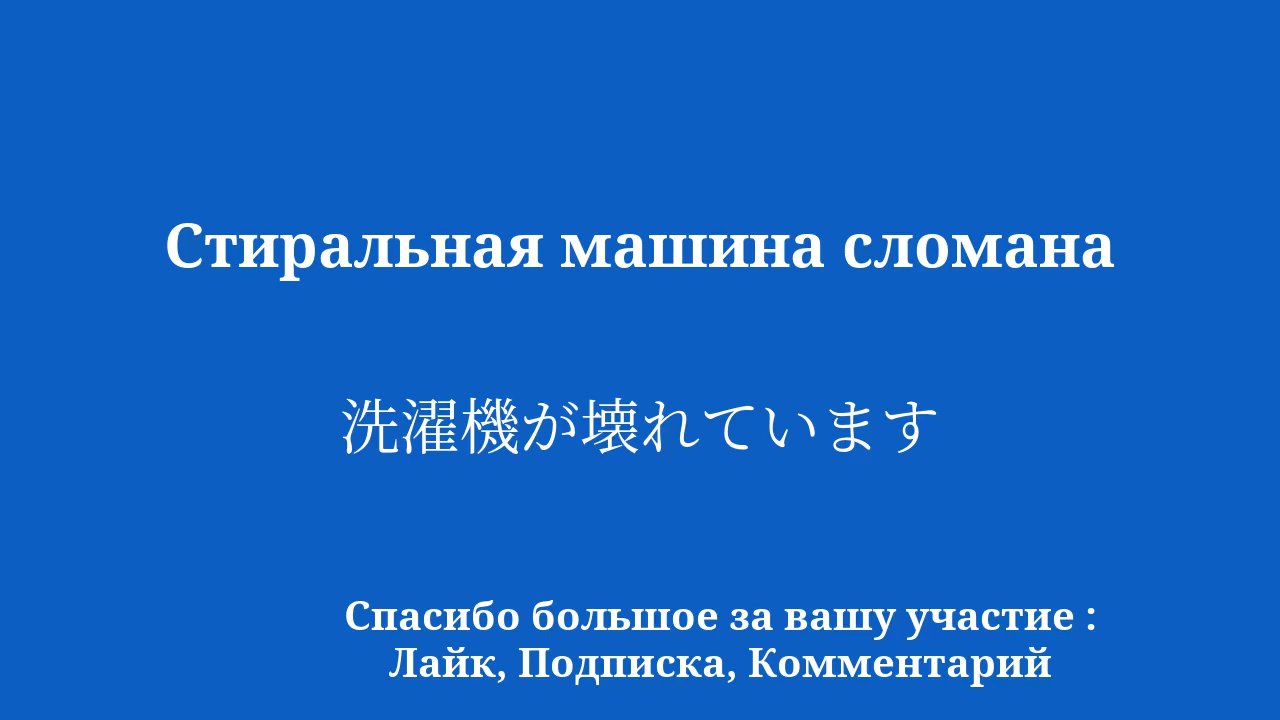 Стиральная машина сломана
洗濯機が壊れています
Спасибо большое за вашу участие :
Лайк, Подписка, Комментарий